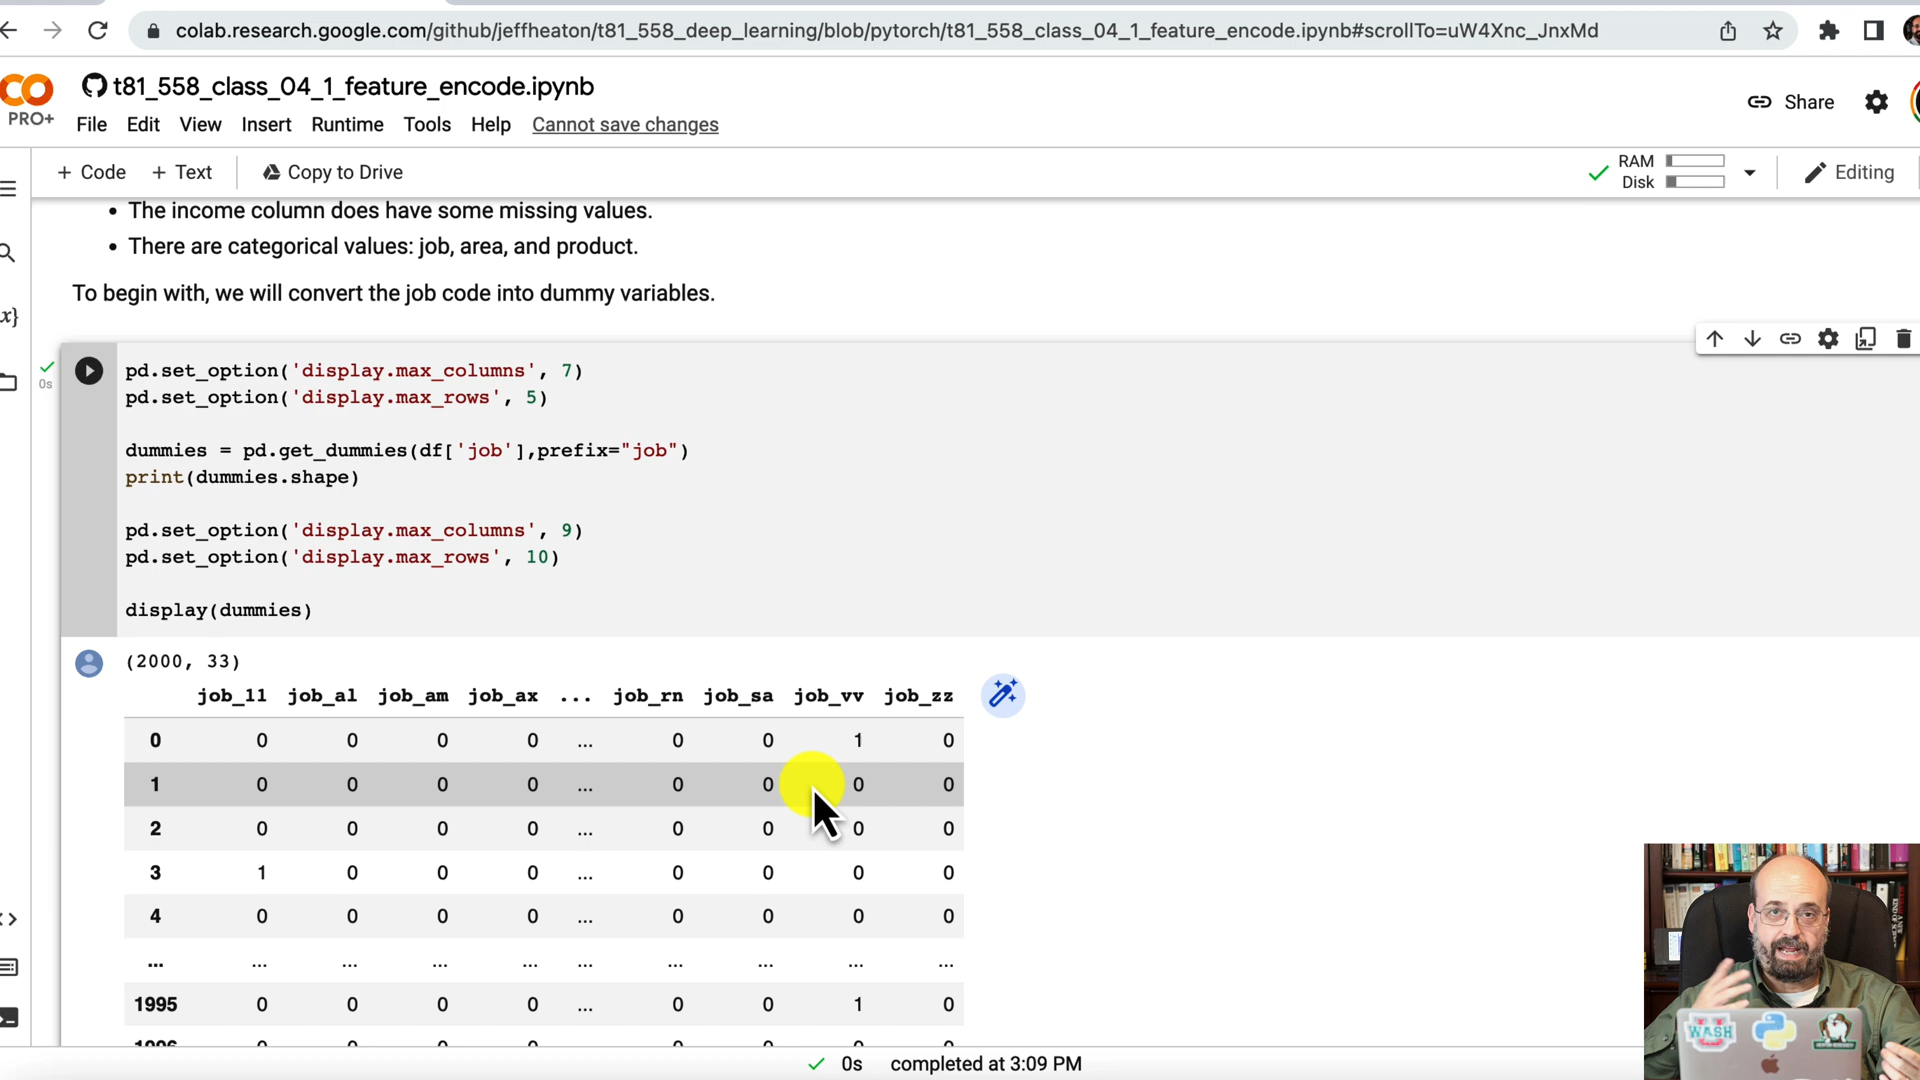 colab.research.google.com/github/jeffheaton/t81_558_deep_learning/blob/pytorch/t81_558_class_04_1_feature_encode.ipynb#scrollTo=uW4Xnc_JnxMd
t81_558_class_04_1_feature_encode.ipynb
PRO+
File Edit View Insert Runtime Tools Help Cannot save changes
Share
+ Code + Text Copy to Drive
RAM
Disk
Editing
• The income column does have some missing values.
• There are categorical values: job, area, and product.
To begin with, we will convert the job code into dummy variables.
0s
pd.set_option('display.max_columns', 7)
pd.set_option('display.max_rows', 5)
dummies = pd.get_dummies(df['job'],prefix="job")
print(dummies.shape)
pd.set_option('display.max_columns', 9)
pd.set_option('display.max_rows', 10)
display(dummies)
(2000, 33)
job_11 job_al job_am job_ax ... job_rn job_sa job_vv job_zz
0 0 0 0 0 ... 0 0 1 0
1 0 0 0 0 ... 0 0 0 0
2 0 0 0 0 ... 0 0 0 0
3 1 0 0 0 ... 0 0 0 0
4 0 0 0 0 ... 0 0 0 0
... ... ... ... ... ... ... ... ... ...
1995 0 0 0 0 ... 0 0 1 0
0s completed at 3:09 PM
WASH